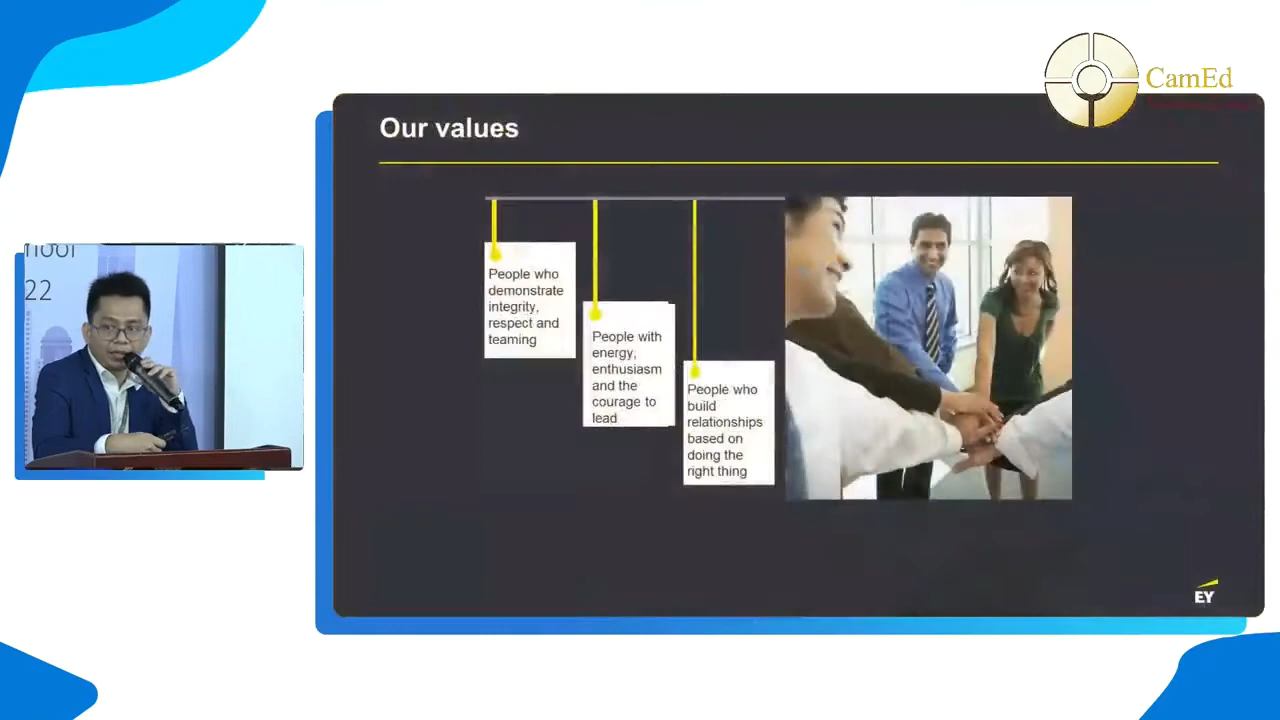 CamEd
Our values
22
People who
demonstrate
integrity,
respect and
teaming
People with
energy,
enthusiasm
and the
courage to
lead
People who
build
relationships
based on
doing the
right thing
EY